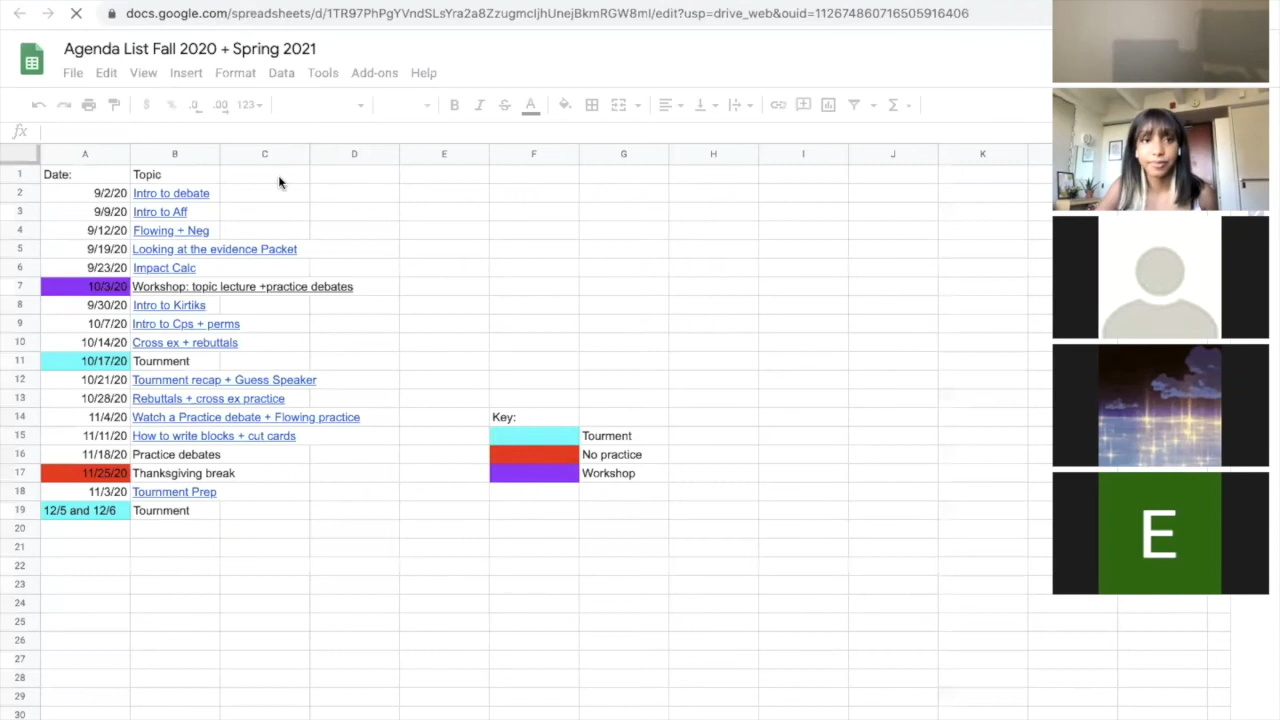 docs.google.com/spreadsheets/d/1TR97PhPgYVndSLsYra2a8ZzugmcIjhUnejBkmRGW8mI/edit?usp=drive_web&ouid=112674860716505916406
Agenda List Fall 2020 + Spring 2021
File Edit View Insert Format Data Tools Add-ons Help
$ % .0 .00 123
B I S A
fx
A B C D E F G H I J K
1 Date: Topic
2 9/2/20 Intro to debate
3 9/9/20 Intro to Aff
4 9/12/20 Flowing + Neg
5 9/19/20 Looking at the evidence Packet
6 9/23/20 Impact Calc
7 10/3/20 Workshop: topic lecture +practice debates
8 9/30/20 Intro to Kirtiks
9 10/7/20 Intro to Cps + perms
10 10/14/20 Cross ex + rebuttals
11 10/17/20 Tournment
12 10/21/20 Tournment recap + Guess Speaker
13 10/28/20 Rebuttals + cross ex practice
14 11/4/20 Watch a Practice debate + Flowing practice Key:
15 11/11/20 How to write blocks + cut cards Tourment
16 11/18/20 Practice debates No practice
17 11/25/20 Thanksgiving break Workshop
18 11/3/20 Tournment Prep
19 12/5 and 12/6 Tournment
20
21
22
23
24
25
26
27
28
29
30
E